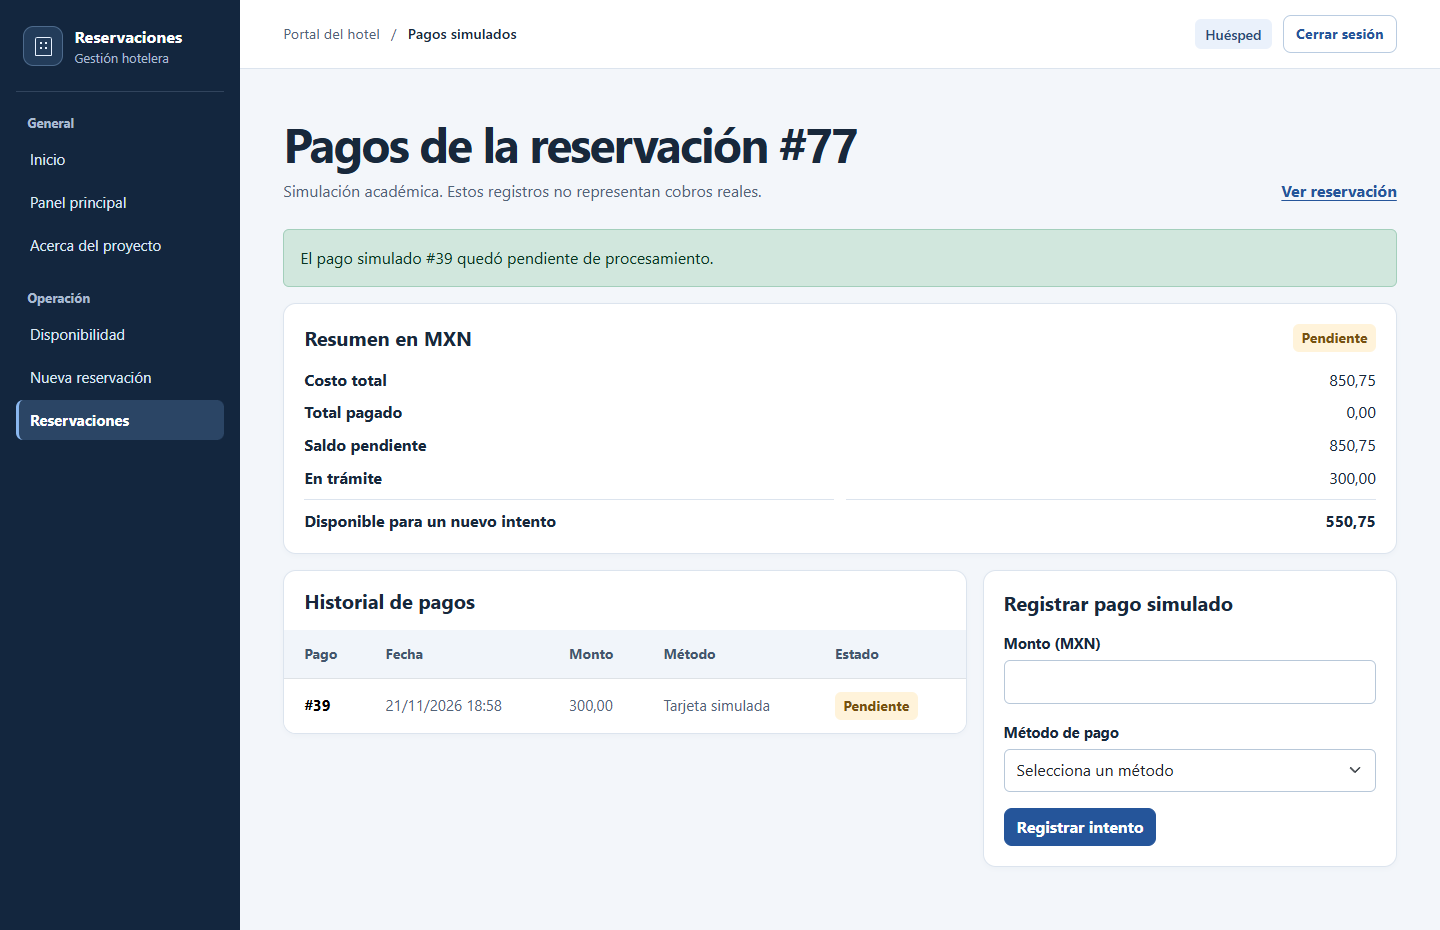 Reservaciones
Gestión hotelera
General
Inicio
Panel principal
Acerca del proyecto
Operación
Disponibilidad
Nueva reservación
Reservaciones
Portal del hotel / Pagos simulados
Huésped
Cerrar sesión
Pagos de la reservación #77
Simulación académica. Estos registros no representan cobros reales.
Ver reservación
El pago simulado #39 quedó pendiente de procesamiento.
Resumen en MXN
Pendiente
Costo total 850,75
Total pagado 0,00
Saldo pendiente 850,75
En trámite 300,00
Disponible para un nuevo intento 550,75
Historial de pagos
Pago Fecha Monto Método Estado
#39 21/11/2026 18:58 300,00 Tarjeta simulada Pendiente
Registrar pago simulado
Monto (MXN)
Método de pago
Selecciona un método
Registrar intento